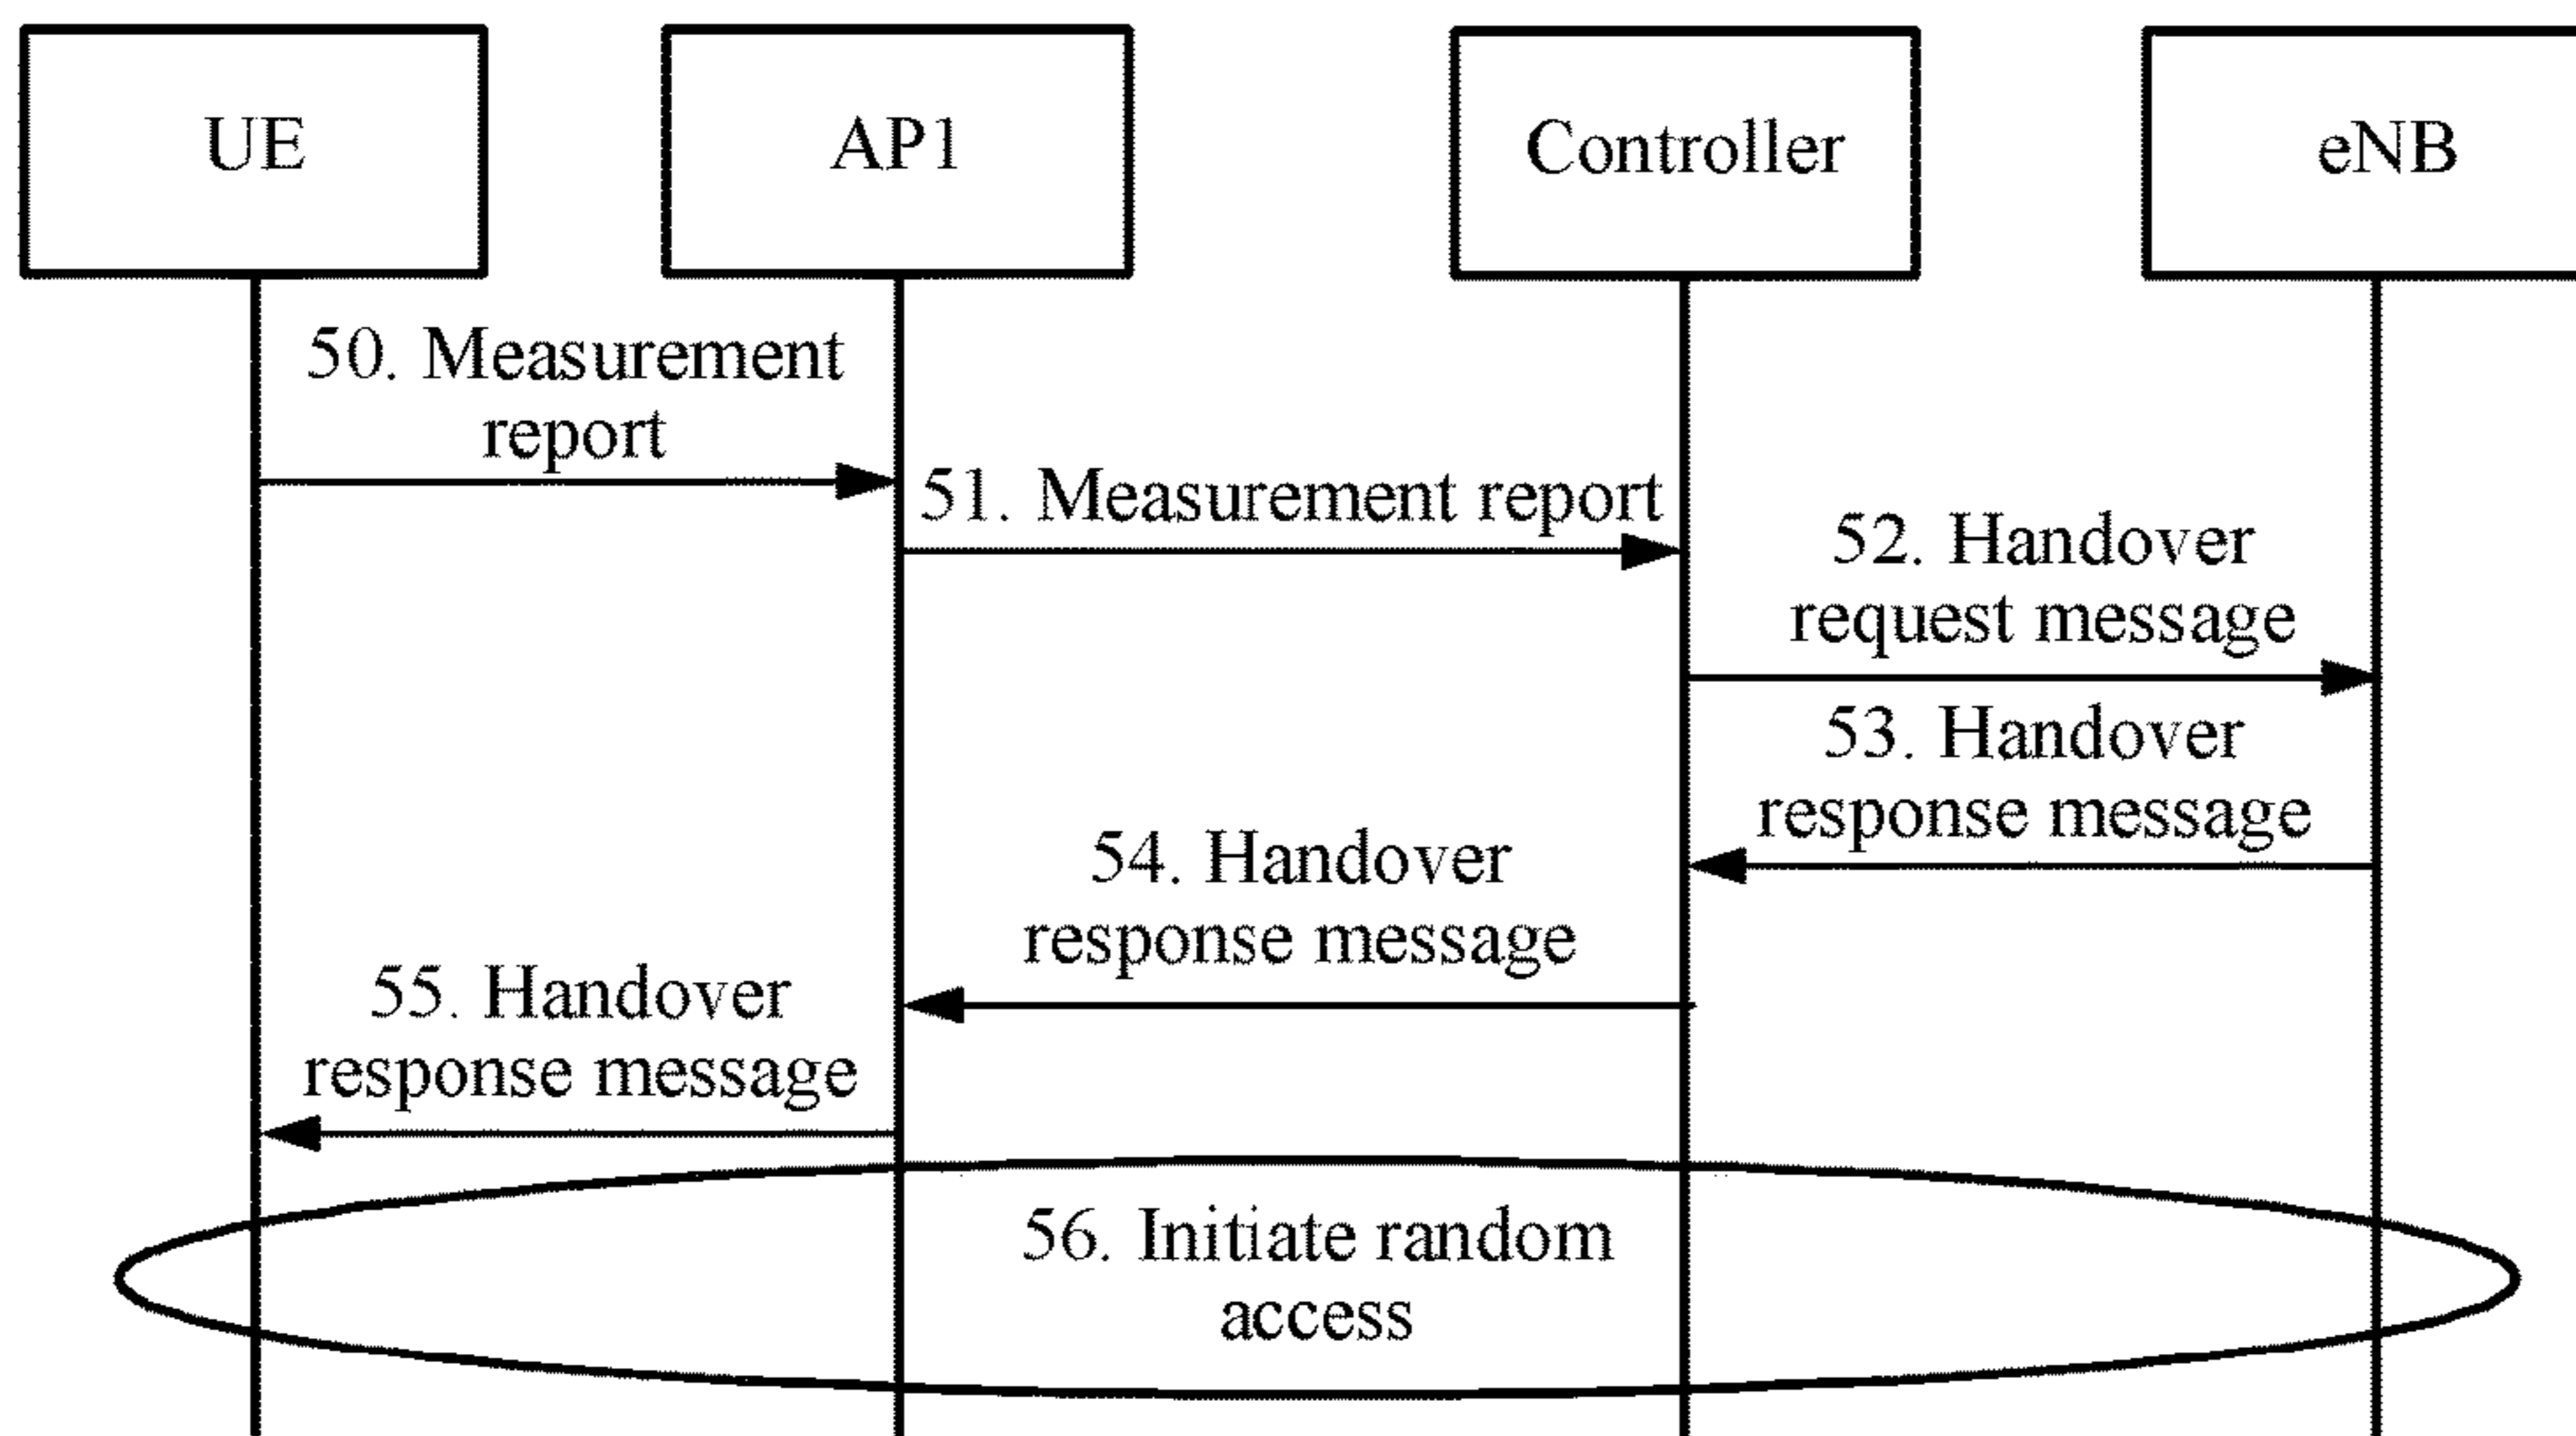 UE
AP1
Controller
eNB
50. Measurement
report
51. Measurement report
52. Handover
request message
53. Handover
response message
54. Handover
response message
55. Handover
response message
56. Initiate random
access